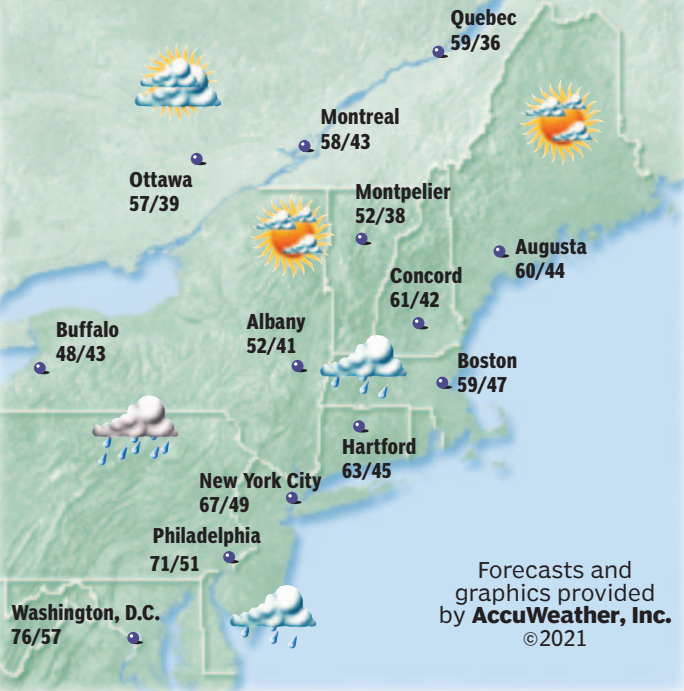 Quebec
59/36
Montreal
58/43
Ottawa
57/39
Montpelier
52/38
Augusta
60/44
Concord
61/42
Buffalo
48/43
Albany
52/41
Boston
59/47
Hartford
63/45
New York City
67/49
Philadelphia
71/51
Washington, D.C.
76/57
Forecasts and
graphics provided
by AccuWeather, Inc.
©2021